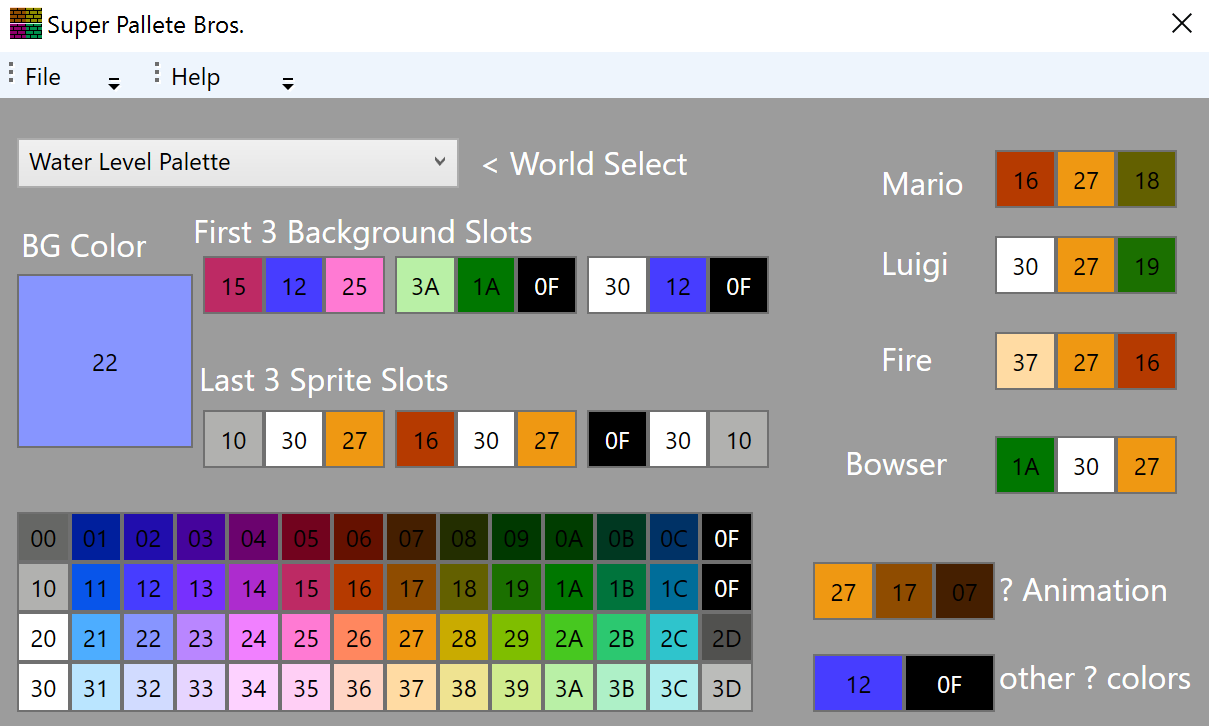 Super Pallete Bros.
File Help
Water Level Palette
< World Select
BG Color
22
First 3 Background Slots
15 12 25 3A 1A 0F 30 12 0F
Last 3 Sprite Slots
10 30 27 16 30 27 0F 30 10
Mario 16 27 18
Luigi 30 27 19
Fire 37 27 16
Bowser 1A 30 27
00 01 02 03 04 05 06 07 08 09 0A 0B 0C 0F
10 11 12 13 14 15 16 17 18 19 1A 1B 1C 0F
20 21 22 23 24 25 26 27 28 29 2A 2B 2C 2D
30 31 32 33 34 35 36 37 38 39 3A 3B 3C 3D
27 17 07 ? Animation
12 0F other ? colors